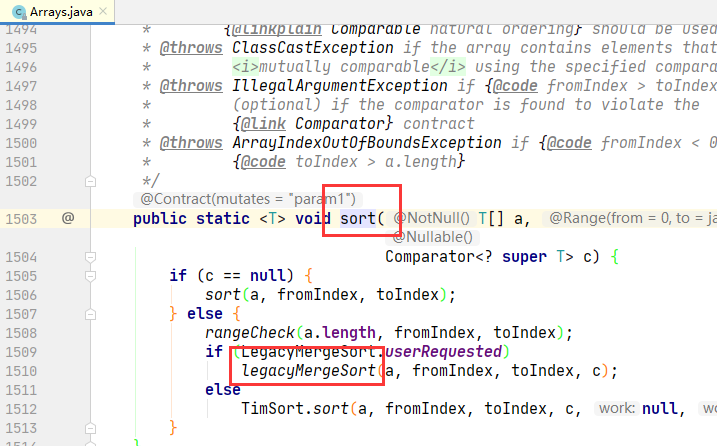 Arrays.java
1494 * {@linkplain Comparable natural ordering} should be used
1495 * @throws ClassCastException if the array contains elements that
1496 * <i>mutually comparable</i> using the specified compara
1497 * @throws IllegalArgumentException if {@code fromIndex > toIndex
1498 * (optional) if the comparator is found to violate the
1499 * {@link Comparator} contract
1500 * @throws ArrayIndexOutOfBoundsException if {@code fromIndex < 0
1501 * {@code toIndex > a.length}
1502 */
@Contract(mutates = "param1")
1503 @ public static <T> void sort( @NotNull() T[] a, @Range(from = 0, to = ja
@Nullable()
1504 Comparator<? super T> c) {
1505 if (c == null) {
1506 sort(a, fromIndex, toIndex);
1507 } else {
1508 rangeCheck(a.length, fromIndex, toIndex);
1509 if (LegacyMergeSort.userRequested)
1510 legacyMergeSort(a, fromIndex, toIndex, c);
1511 else
1512 TimSort.sort(a, fromIndex, toIndex, c, work: null, wo
1513 }
1514 }